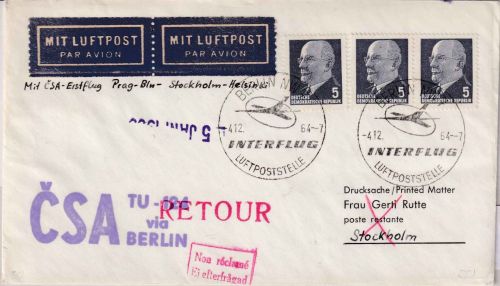 MIT LUFTPOST
PAR AVION
MIT LUFTPOST
PAR AVION
5
DEUTSCHE
DEMOKRATISCHE REPUBLIK
5
DEUTSCHE
DEMOKRATISCHE REPUBLIK
5
DEUTSCHE
DEMOKRATISCHE REPUBLIK
Mit ČSA-Erstflug Prag-Bln- Stockholm-Helsinki
BERLIN
-4.12. 64-7
INTERFLUG
LUFTPOSTSTELLE
BERLIN
-4.12. 64-7
INTERFLUG
LUFTPOSTSTELLE
- 5 JAN.
ČSA
TU-104
via
BERLIN
RETOUR
Non réclamé
Ej efterfrågad
Drucksache/Printed Matter
Frau Gerti Rutte
poste restante
Stockholm